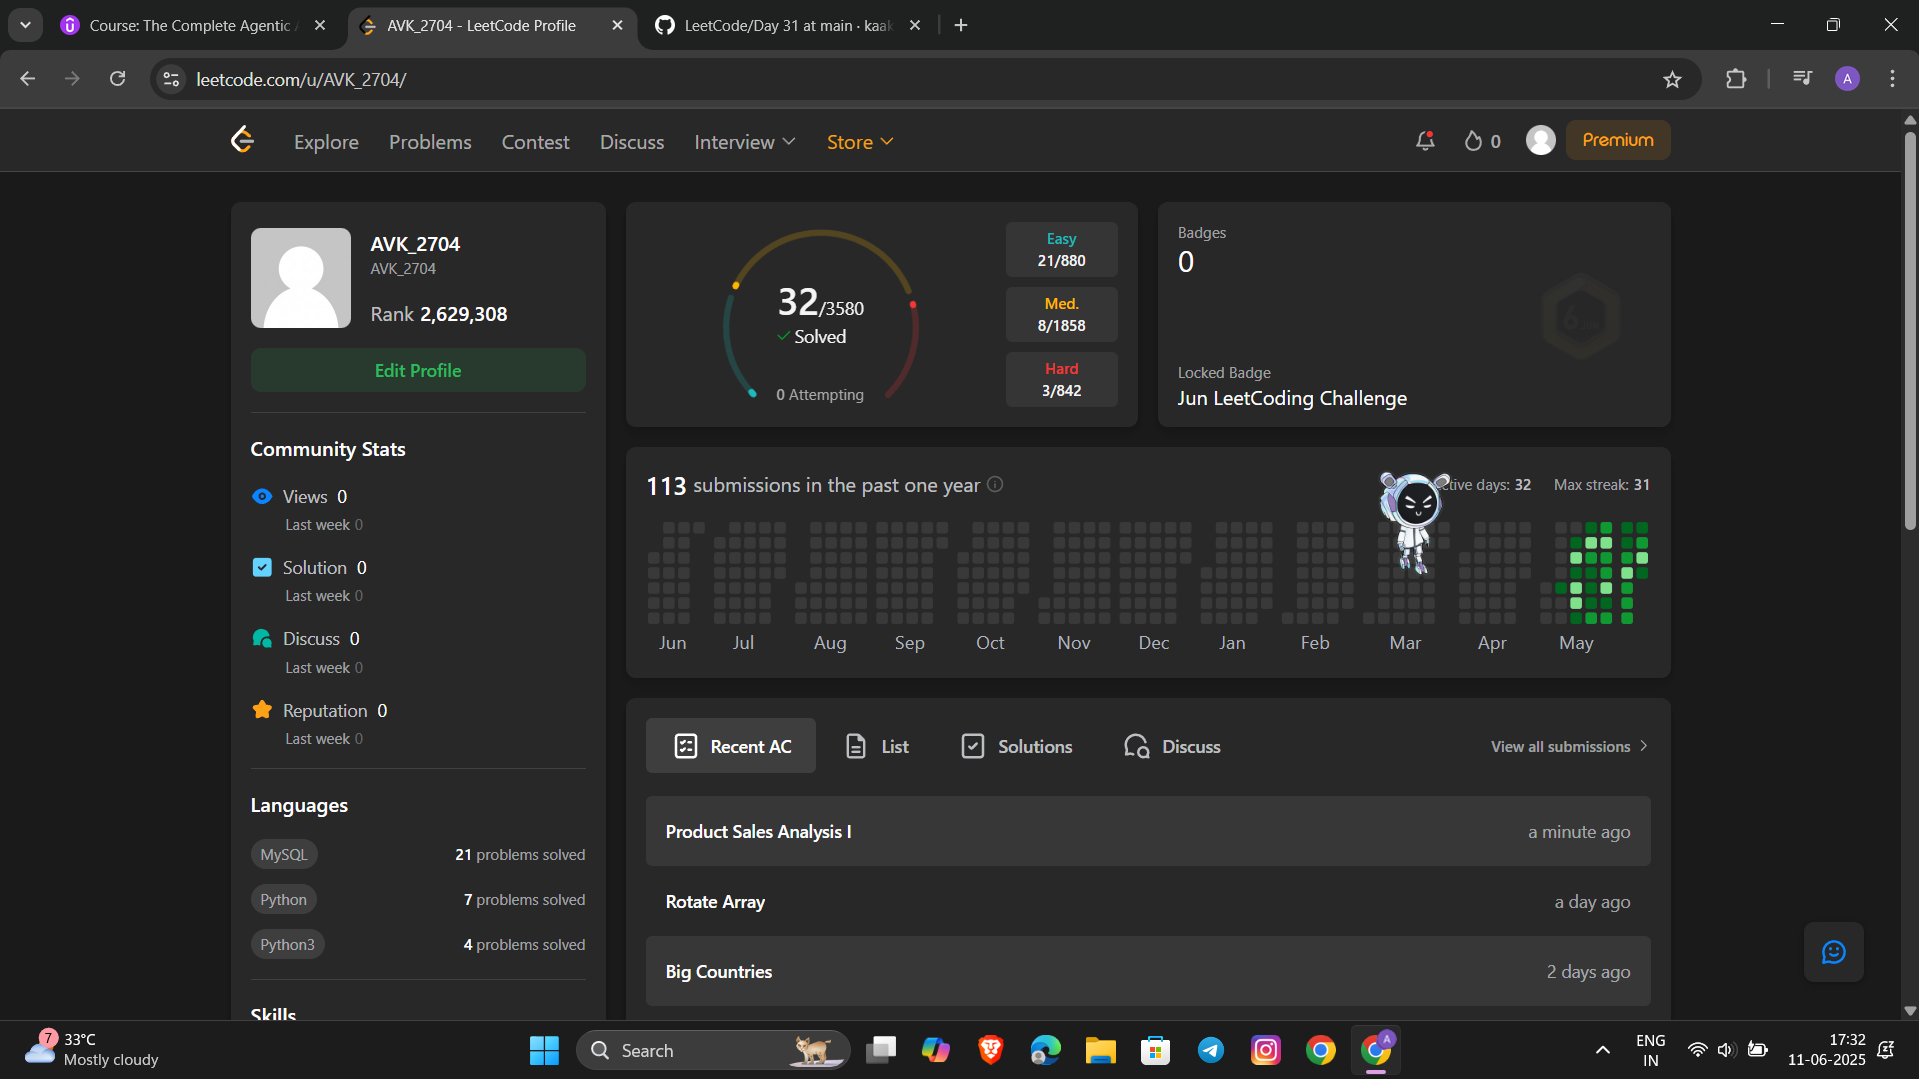 Course: The Complete Agentic
AVK_2704 - LeetCode Profile
LeetCode/Day 31 at main · kaak
leetcode.com/u/AVK_2704/
A
Explore
Problems
Contest
Discuss
Interview
Store
0
Premium
AVK_2704
AVK_2704
Rank 2,629,308
Edit Profile
Community Stats
Views 0
Last week 0
Solution 0
Last week 0
Discuss 0
Last week 0
Reputation 0
Last week 0
Languages
MySQL 21 problems solved
Python 7 problems solved
Python3 4 problems solved
Skills
32/3580
Solved
0 Attempting
Easy
21/880
Med.
8/1858
Hard
3/842
Badges
0
Locked Badge
Jun LeetCoding Challenge
113 submissions in the past one year
ctive days: 32 Max streak: 31
Jun Jul Aug Sep Oct Nov Dec Jan Feb Mar Apr May
Recent AC
List
Solutions
Discuss
View all submissions
Product Sales Analysis I a minute ago
Rotate Array a day ago
Big Countries 2 days ago
7
33°C
Mostly cloudy
Search
A
ENG
IN
17:32
11-06-2025